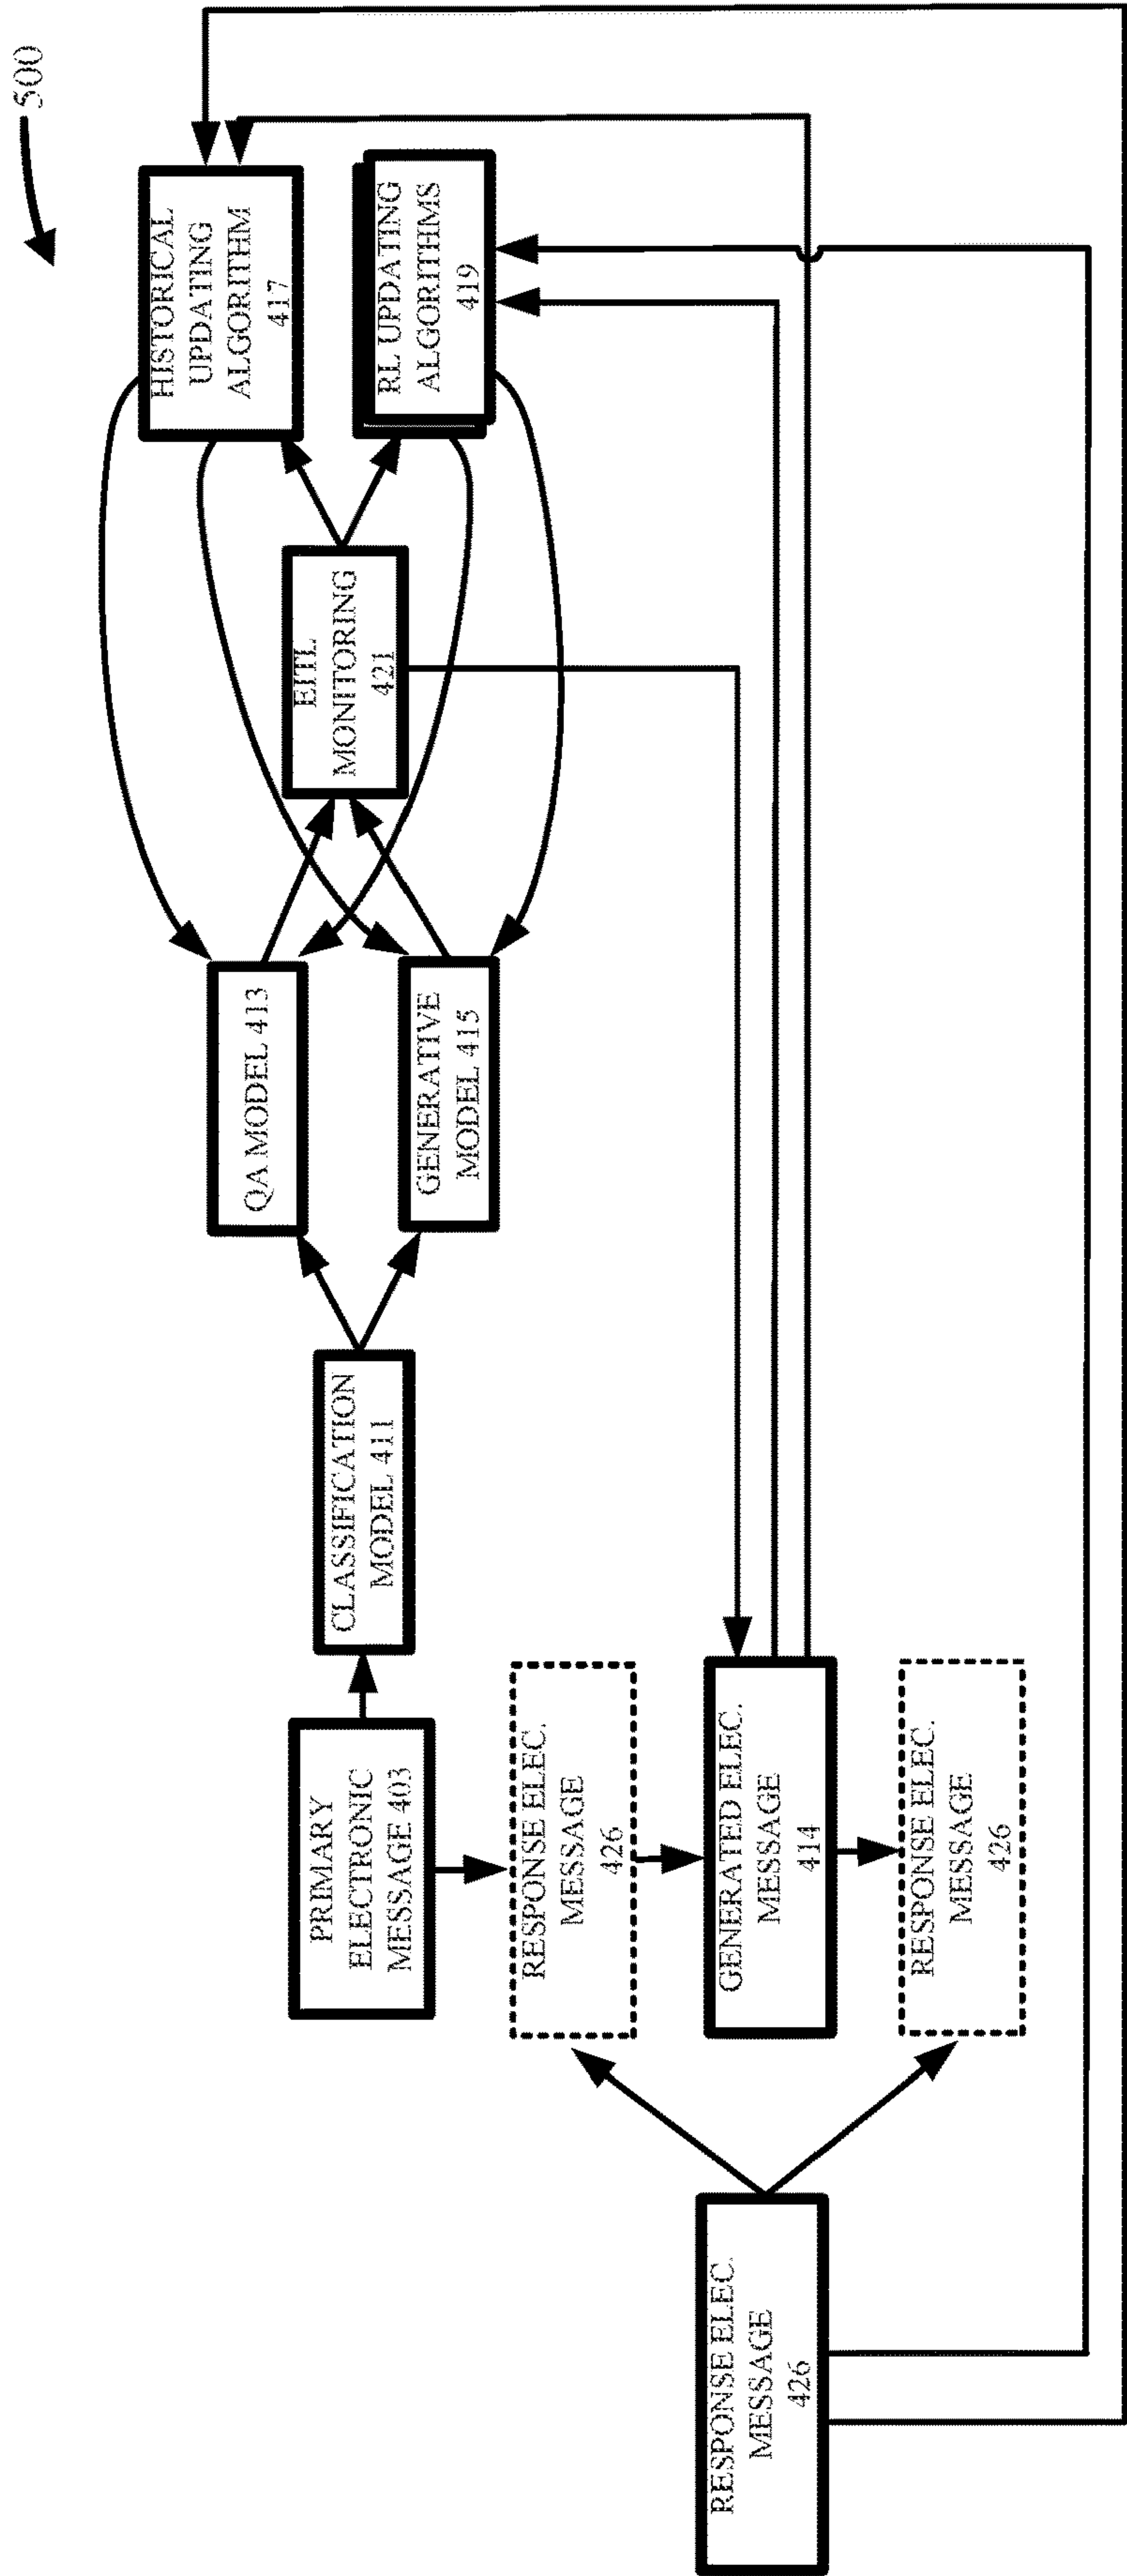 500
HISTORICAL
UPDATING
ALGORITHM
417
RL UPDATING
ALGORITHMS
419
EITL
MONITORING
421
QA MODEL 413
GENERATIVE
MODEL 415
CLASSIFICATION
MODEL 411
PRIMARY
ELECTRONIC
MESSAGE 403
RESPONSE ELEC.
MESSAGE
426
GENERATED ELEC.
MESSAGE
414
RESPONSE ELEC.
MESSAGE
426
RESPONSE ELEC.
MESSAGE
426